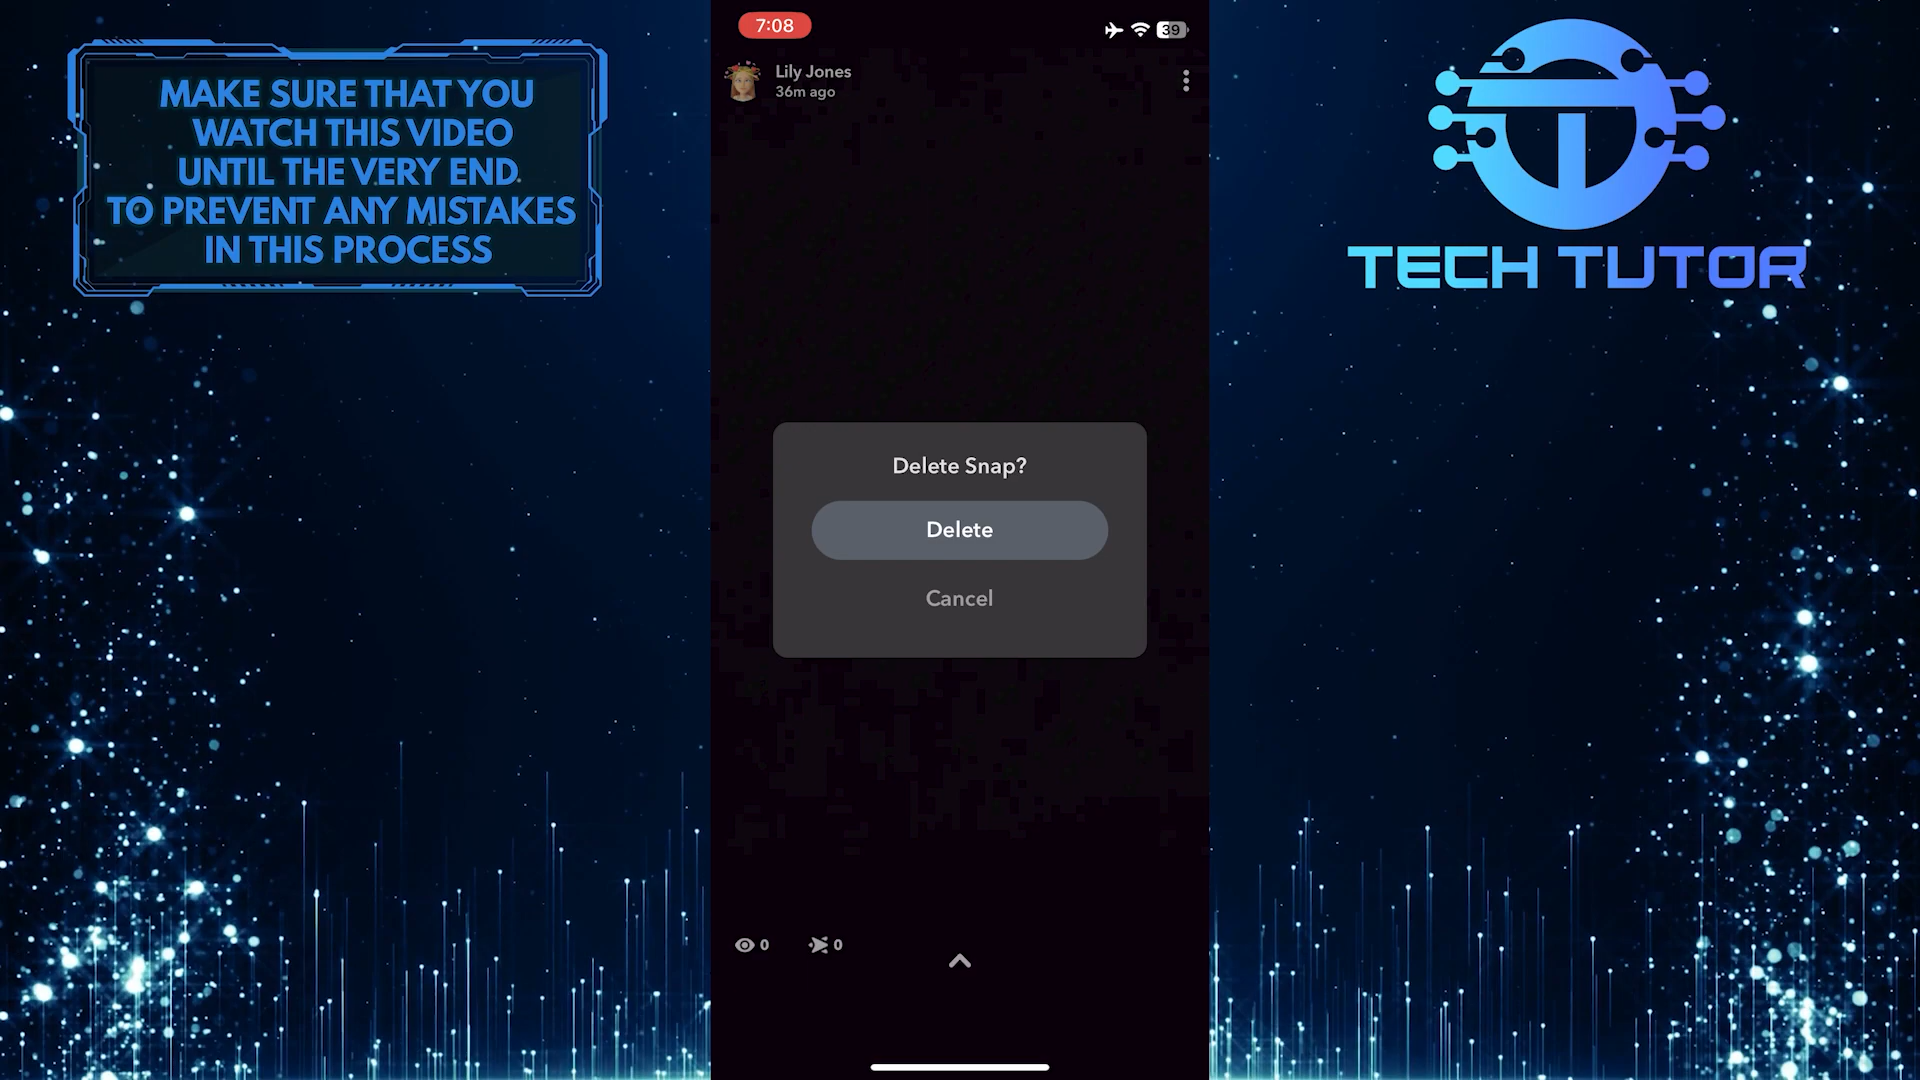 MAKE SURE THAT YOU
WATCH THIS VIDEO
UNTIL THE VERY END
TO PREVENT ANY MISTAKES
IN THIS PROCESS
7:08
39
Lily Jones
36m ago
Delete Snap?
Delete
Cancel
0
0
TECH TUTOR